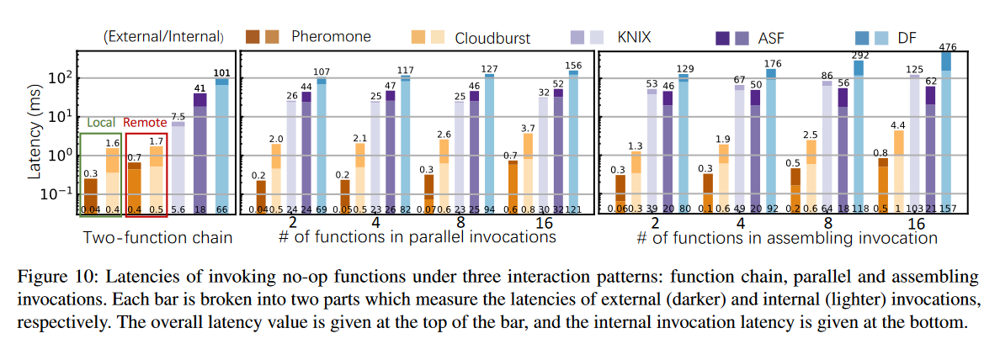 (External/Internal) Pheromone Cloudburst KNIX ASF DF
Latency (ms)
10² 10¹ 10⁰ 10⁻¹
Local Remote
0.3 1.6 0.7 1.7 7.5 41 101
0.04 0.4 0.4 0.5 5.6 18 66
Two-function chain
0.2 2.0 26 44 107 0.2 2.1 25 47 117 0.3 2.6 25 46 127 0.7 3.7 32 52 156
0.04 0.5 24 24 69 0.05 0.5 23 26 82 0.07 0.6 23 25 94 0.6 0.8 30 32 121
2 4 8 16
# of functions in parallel invocations
0.3 1.3 53 46 129 0.3 1.9 67 50 176 0.5 2.5 86 56 292 0.8 4.4 125 62 476
0.06 0.3 39 20 80 0.1 0.6 49 20 92 0.2 0.6 64 18 118 0.5 1 103 21 157
2 4 8 16
# of functions in assembling invocation
Figure 10: Latencies of invoking no-op functions under three interaction patterns: function chain, parallel and assembling
invocations. Each bar is broken into two parts which measure the latencies of external (darker) and internal (lighter) invocations,
respectively. The overall latency value is given at the top of the bar, and the internal invocation latency is given at the bottom.